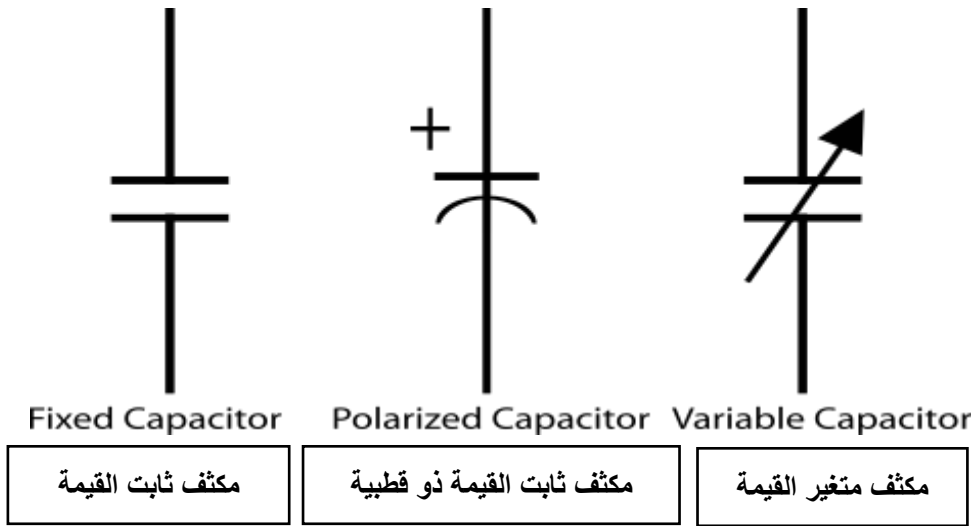 +
Fixed Capacitor
Polarized Capacitor
Variable Capacitor
مكثف ثابت القيمة
مكثف ثابت القيمة ذو قطبية
مكثف متغير القيمة